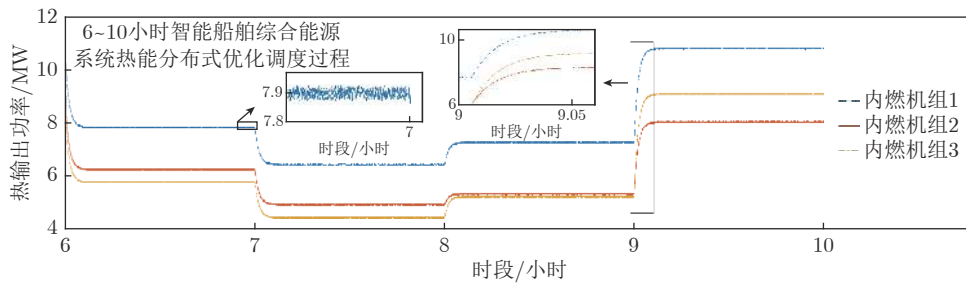 12
10
8
6
4
热输出功率/MW
6~10小时智能船舶综合能源
系统热能分布式优化调度过程
7.9
7.8
7
时段/小时
10
6
9
9.05
时段/小时
内燃机组1
内燃机组2
内燃机组3
6
7
8
9
10
时段/小时